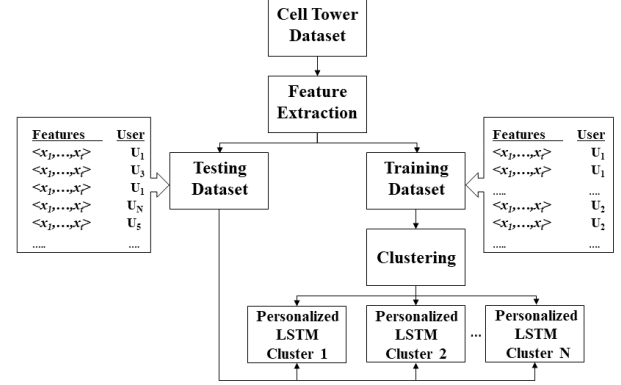 Cell Tower
Dataset
Feature
Extraction
Features User
<x1,...,xt> U1
<x1,...,xt> U3
<x1,...,xt> U1
<x1,...,xt> UN
<x1,...,xt> U5
..... ....
Testing
Dataset
Training
Dataset
Features User
<x1,...,xt> U1
<x1,...,xt> U1
..... ....
<x1,...,xt> U2
<x1,...,xt> U2
..... ....
Clustering
Personalized
LSTM
Cluster 1
Personalized
LSTM
Cluster 2
...
Personalized
LSTM
Cluster N